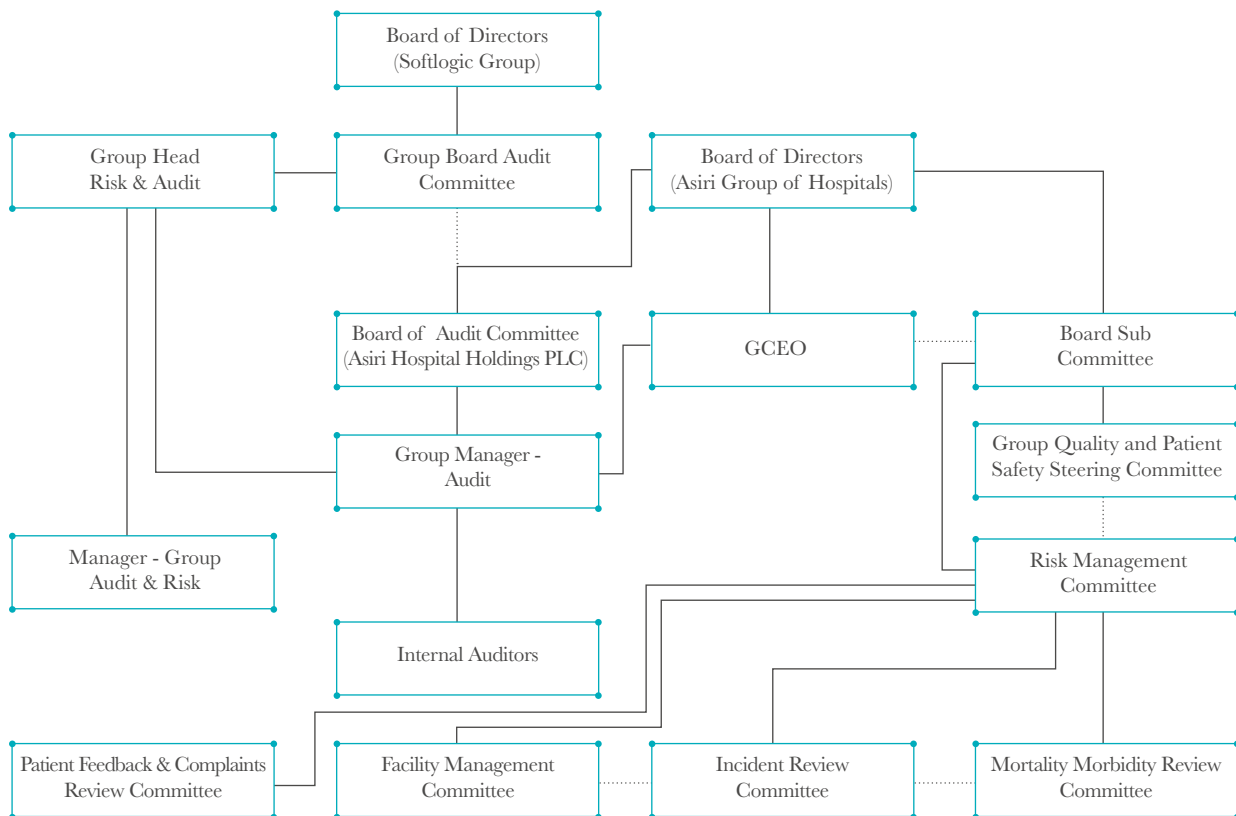 Board of Directors
(Softlogic Group)
Group Head
Risk & Audit
Group Board Audit
Committee
Board of Directors
(Asiri Group of Hospitals)
Board of Audit Committee
(Asiri Hospital Holdings PLC)
GCEO
Board Sub
Committee
Group Manager -
Audit
Group Quality and Patient
Safety Steering Committee
Manager - Group
Audit & Risk
Risk Management
Committee
Internal Auditors
Patient Feedback & Complaints
Review Committee
Facility Management
Committee
Incident Review
Committee
Mortality Morbidity Review
Committee